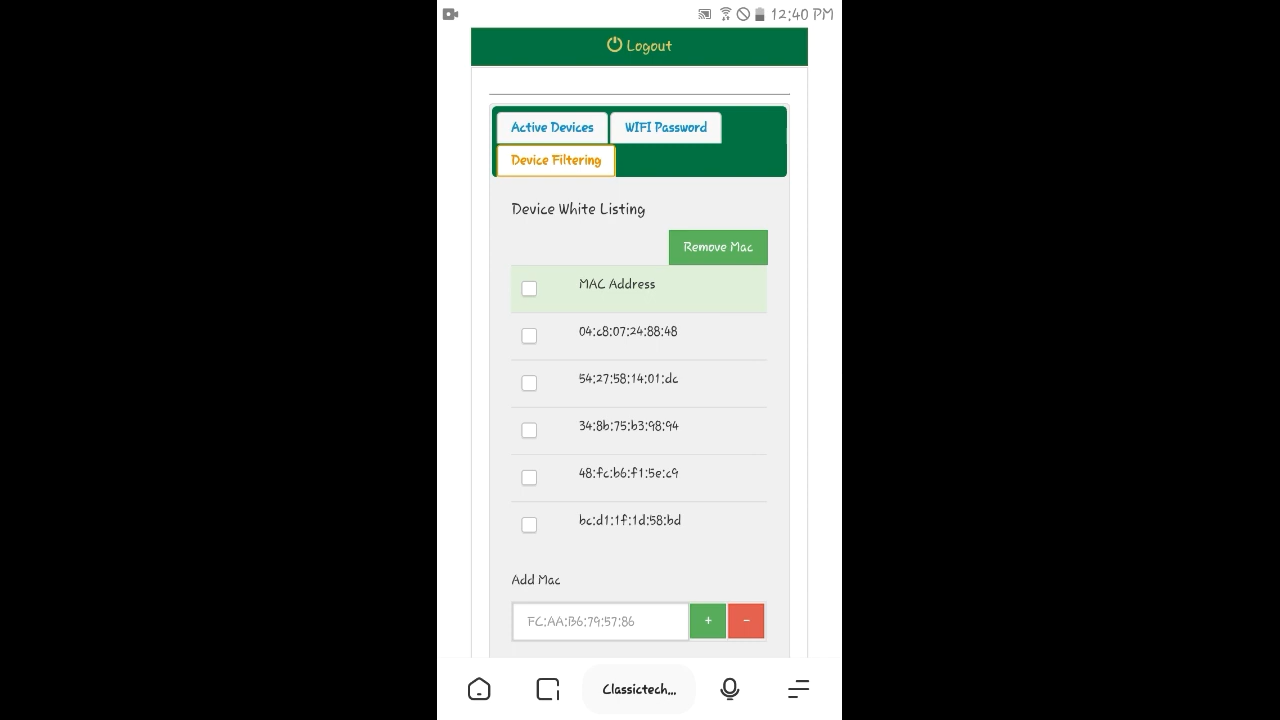 12:40 PM
Logout
Active Devices
WIFI Password
Device Filtering
Device White Listing
Remove Mac
MAC Address
04:c8:07:24:88:48
54:27:58:14:01:dc
34:8b:75:b3:98:94
48:fc:b6:f1:5e:c9
bc:d1:1f:1d:58:bd
Add Mac
FC:AA:B6:79:57:86
+
-
Classictech...